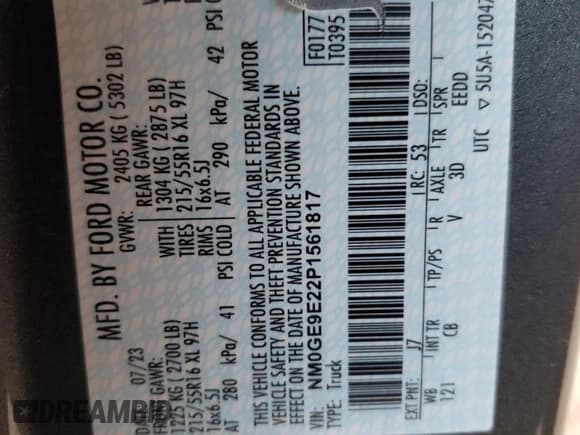 MFD. BY FORD MOTOR CO.
07/23 GVWR: 2405 KG ( 5302 LB)
FRONT GAWR: REAR GAWR:
1225 KG ( 2700 LB) WITH 1304 KG ( 2875 LB)
215/55R16 XL 97H TIRES 215/55R16 XL 97H
16x6.5J RIMS 16x6.5J
AT 280 kPa/ 41 PSI COLD AT 290 kPa/ 42 PSI
THIS VEHICLE CONFORMS TO ALL APPLICABLE FEDERAL MOTOR
VEHICLE SAFETY AND THEFT PREVENTION STANDARDS IN
EFFECT ON THE DATE OF MANUFACTURE SHOWN ABOVE.
VIN: NM0GE9E22P1561817
TYPE: Truck
F0177
T0395
EXT PNT: J7 RC: 53 DSO:
WB INT TR TP/PS R AXLE TR SPR
121 CB V 3D EEDD
UTC ▽ 5U5A-15204
DREAMBID